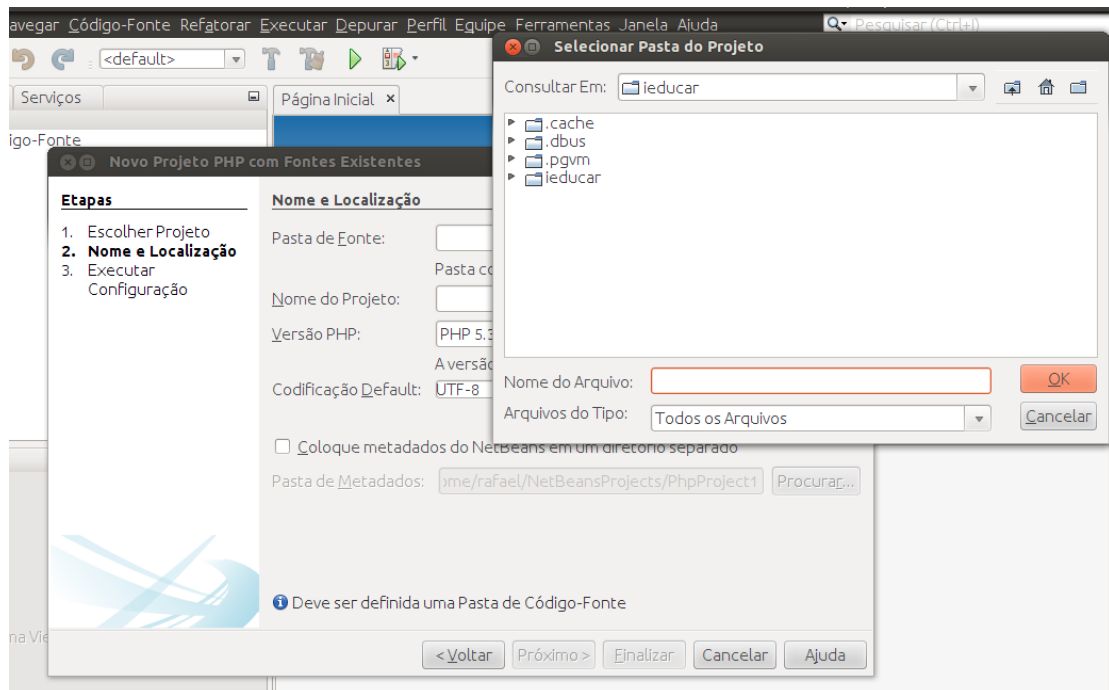 avegar Código-Fonte Refatorar Executar Depurar Perfil Equipe Ferramentas Janela Ajuda
Pesquisar (Ctrl+I)
<default>
Serviços
Página Inicial
igo-Fonte
Novo Projeto PHP com Fontes Existentes
Etapas
1. Escolher Projeto
2. Nome e Localização
3. Executar
Configuração
Nome e Localização
Pasta de Fonte:
Pasta co
Nome do Projeto:
Versão PHP:
PHP 5.3
A versão
Codificação Default:
UTF-8
Coloque metadados do NetBeans em um diretório separado
Pasta de Metadados:
ome/rafael/NetBeansProjects/PhpProject1
Procurar...
Deve ser definida uma Pasta de Código-Fonte
< Voltar
Próximo >
Finalizar
Cancelar
Ajuda
Selecionar Pasta do Projeto
Consultar Em:
ieducar
.cache
.dbus
.pgvm
ieducar
Nome do Arquivo:
OK
Arquivos do Tipo:
Todos os Arquivos
Cancelar
na Vie